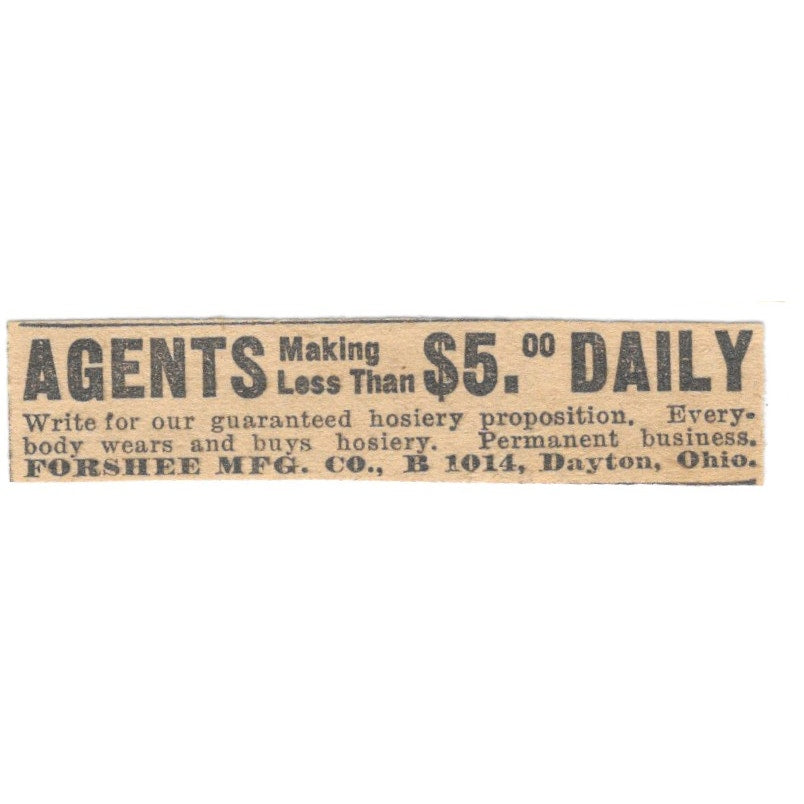 AGENTS Making Less Than $5.00 DAILY
Write for our guaranteed hosiery proposition. Every-
body wears and buys hosiery. Permanent business.
FORSHEE MFG. CO., B 1014, Dayton, Ohio.